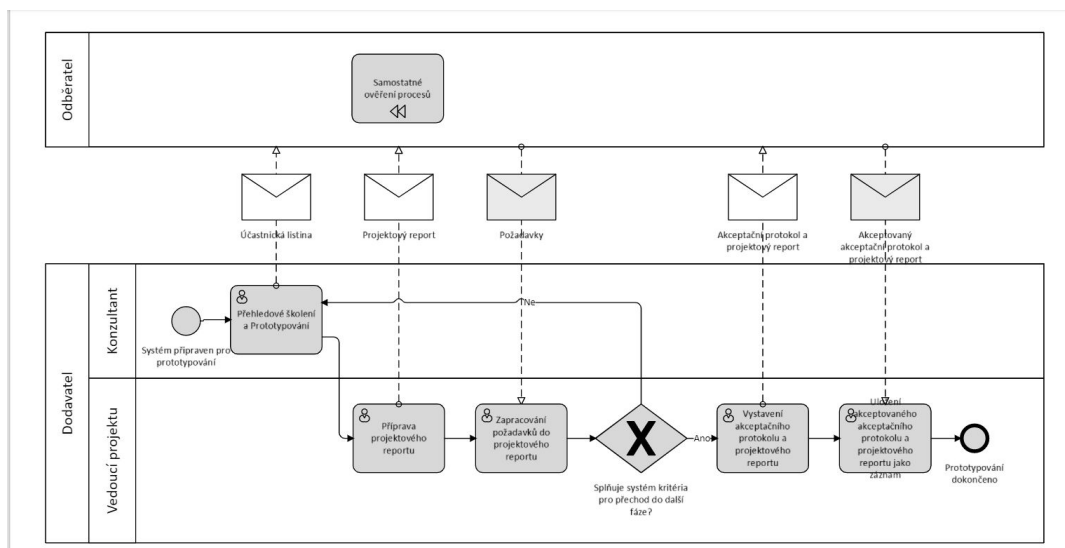 Odběratel
Samostatné
ověření procesů
Účastnická listina
Projektový report
Požadavky
Akceptační protokol a
projektový report
Akceptovaný
akceptační protokol a
projektový report
Dodavatel
Konzultant
Systém připraven pro
prototypování
Přehledové školení
a Prototypování
Ne
Vedoucí projektu
Příprava
projektového
reportu
Zapracování
požadavků do
projektového
reportu
X
Splňuje systém kritéria
pro přechod do další
fáze?
Ano
Vystavení
akceptačního
protokolu a
projektového
reportu
Uložení
akceptovaného
akceptačního
protokolu a
projektového
reportu jako
záznam
Prototypování
dokončeno